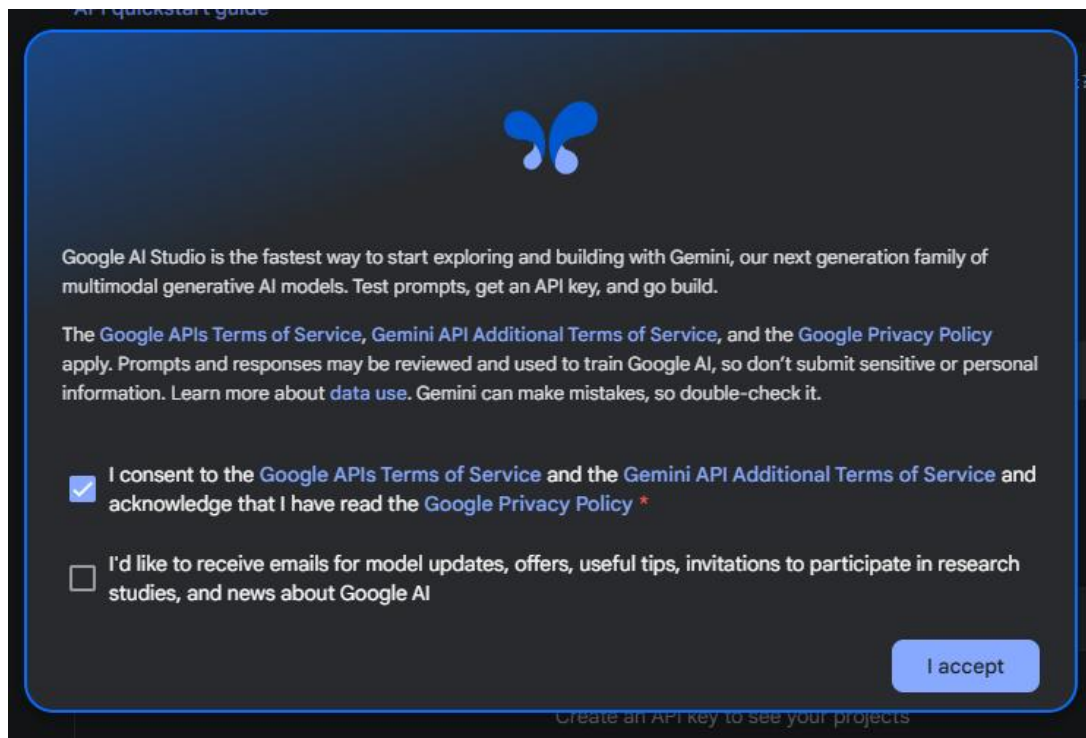 API quickstart guide
Google AI Studio is the fastest way to start exploring and building with Gemini, our next generation family of
multimodal generative AI models. Test prompts, get an API key, and go build.
The Google APIs Terms of Service, Gemini API Additional Terms of Service, and the Google Privacy Policy
apply. Prompts and responses may be reviewed and used to train Google AI, so don’t submit sensitive or personal
information. Learn more about data use. Gemini can make mistakes, so double-check it.
I consent to the Google APIs Terms of Service and the Gemini API Additional Terms of Service and
acknowledge that I have read the Google Privacy Policy *
I'd like to receive emails for model updates, offers, useful tips, invitations to participate in research
studies, and news about Google AI
I accept
Create an API key to see your projects